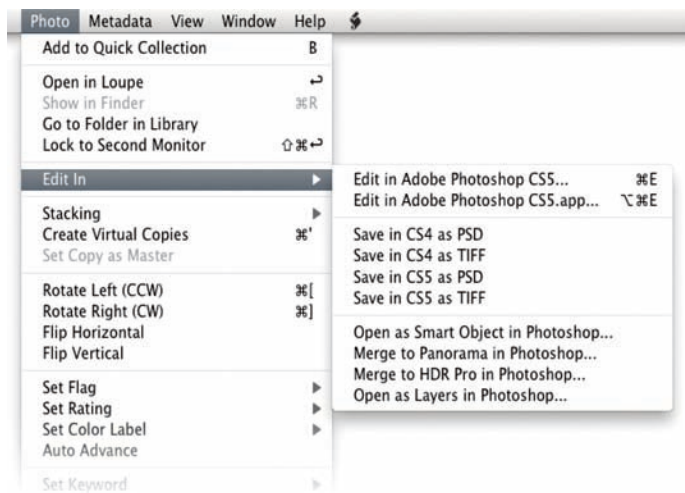 Photo Metadata View Window Help
Add to Quick Collection B
Open in Loupe ↩
Show in Finder ⌘R
Go to Folder in Library
Lock to Second Monitor ⇧⌘↩
Edit In ▶
Edit in Adobe Photoshop CS5... ⌘E
Edit in Adobe Photoshop CS5.app... ⌥⌘E
Save in CS4 as PSD
Save in CS4 as TIFF
Save in CS5 as PSD
Save in CS5 as TIFF
Open as Smart Object in Photoshop...
Merge to Panorama in Photoshop...
Merge to HDR Pro in Photoshop...
Open as Layers in Photoshop...
Stacking ▶
Create Virtual Copies ⌘'
Set Copy as Master
Rotate Left (CCW) ⌘[
Rotate Right (CW) ⌘]
Flip Horizontal
Flip Vertical
Set Flag ▶
Set Rating ▶
Set Color Label ▶
Auto Advance
Set Keyword ▶